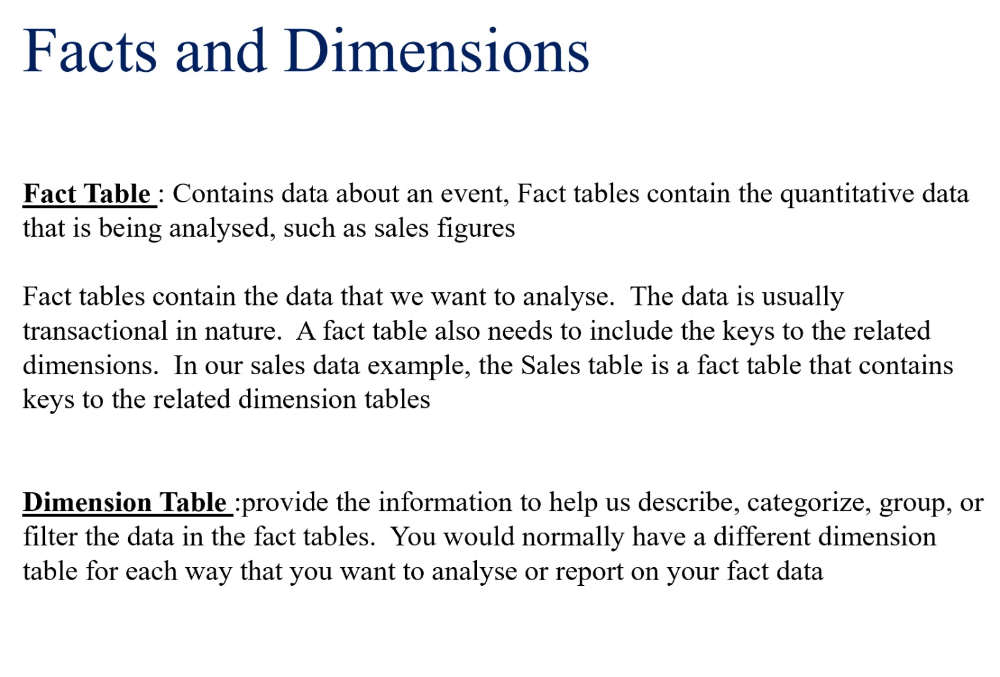 Facts and Dimensions
Fact Table : Contains data about an event, Fact tables contain the quantitative data
that is being analysed, such as sales figures
Fact tables contain the data that we want to analyse.  The data is usually
transactional in nature.  A fact table also needs to include the keys to the related
dimensions.  In our sales data example, the Sales table is a fact table that contains
keys to the related dimension tables
Dimension Table :provide the information to help us describe, categorize, group, or
filter the data in the fact tables.  You would normally have a different dimension
table for each way that you want to analyse or report on your fact data